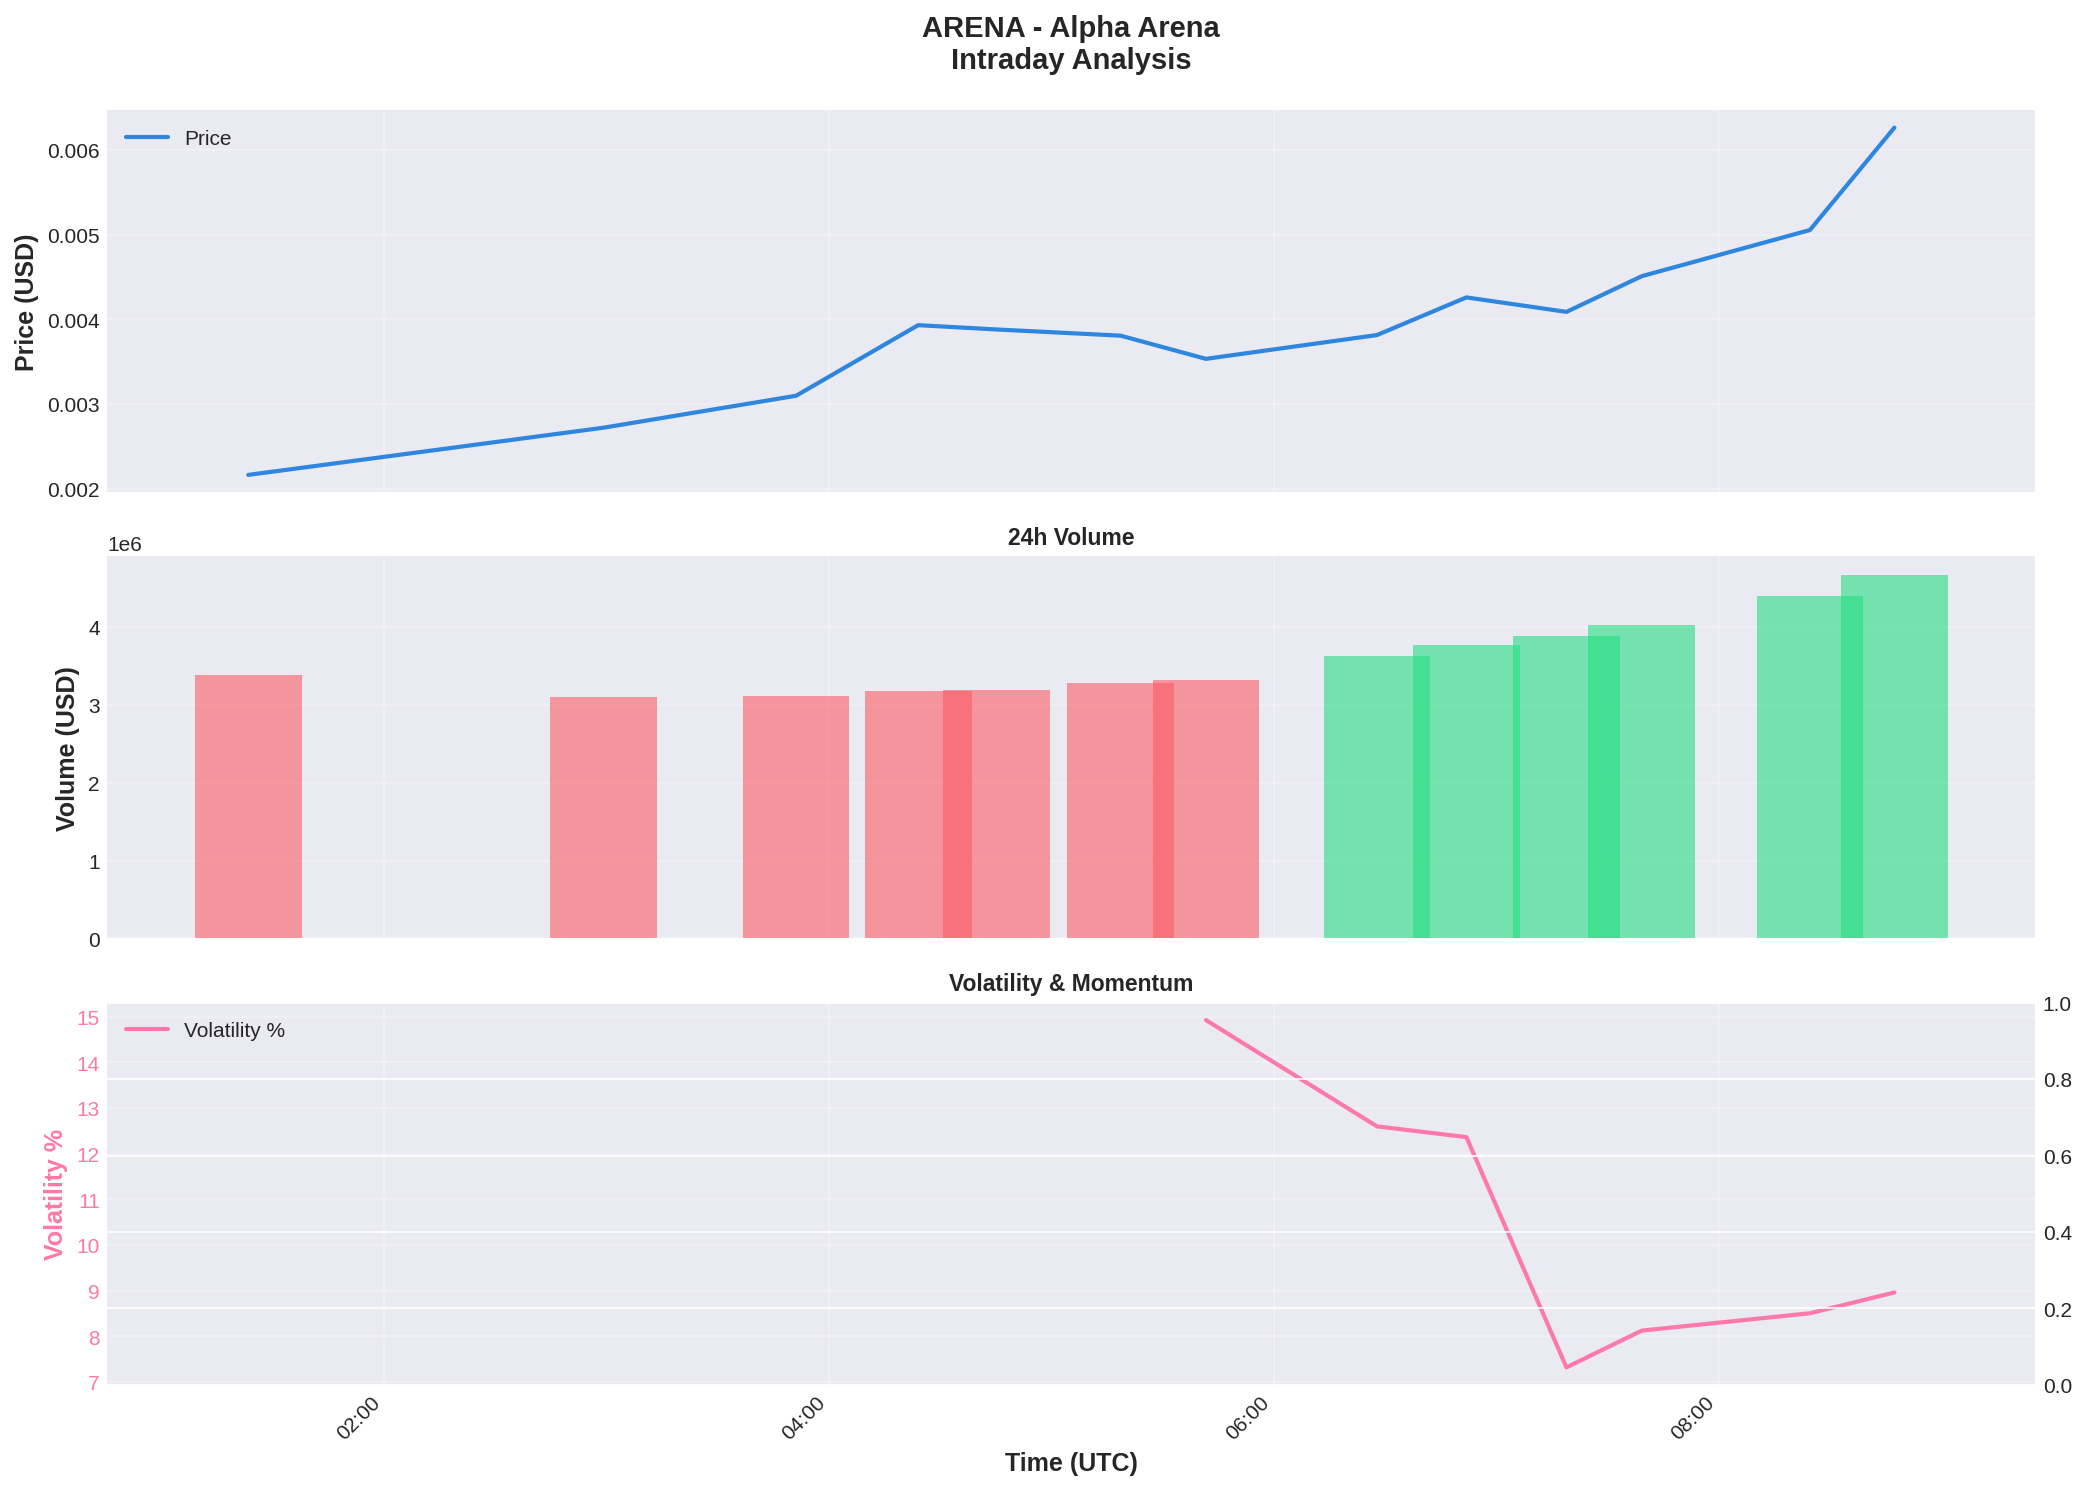 ARENA - Alpha Arena
Intraday Analysis
Price
0.006
0.005
0.004
0.003
0.002
Price (USD)
24h Volume
1e6
4
3
2
1
0
Volume (USD)
Volatility & Momentum
Volatility %
15
14
13
12
11
10
9
8
7
Volatility %
1.0
0.8
0.6
0.4
0.2
0.0
02:00
04:00
06:00
08:00
Time (UTC)